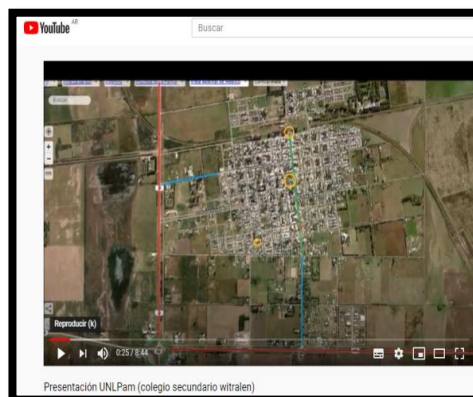 YouTube AR
Buscar
Buscar
Reproducir (k)
0:25 / 8:44
Presentación UNLPam (colegio secundario witralen)